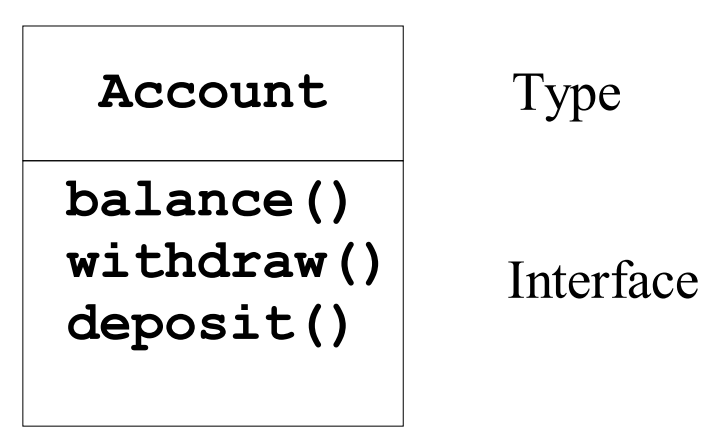 Account
Type
balance()
withdraw()
deposit()
Interface